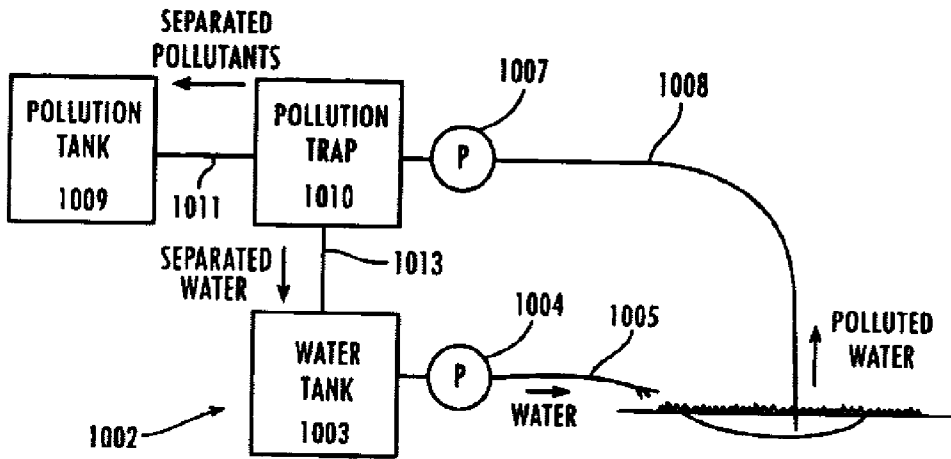 SEPARATED
POLLUTANTS
POLLUTION
TANK
1009
1011
POLLUTION
TRAP
1010
P
1007
1008
SEPARATED
WATER
1013
WATER
TANK
1003
1002
P
1004
1005
WATER
POLLUTED
WATER